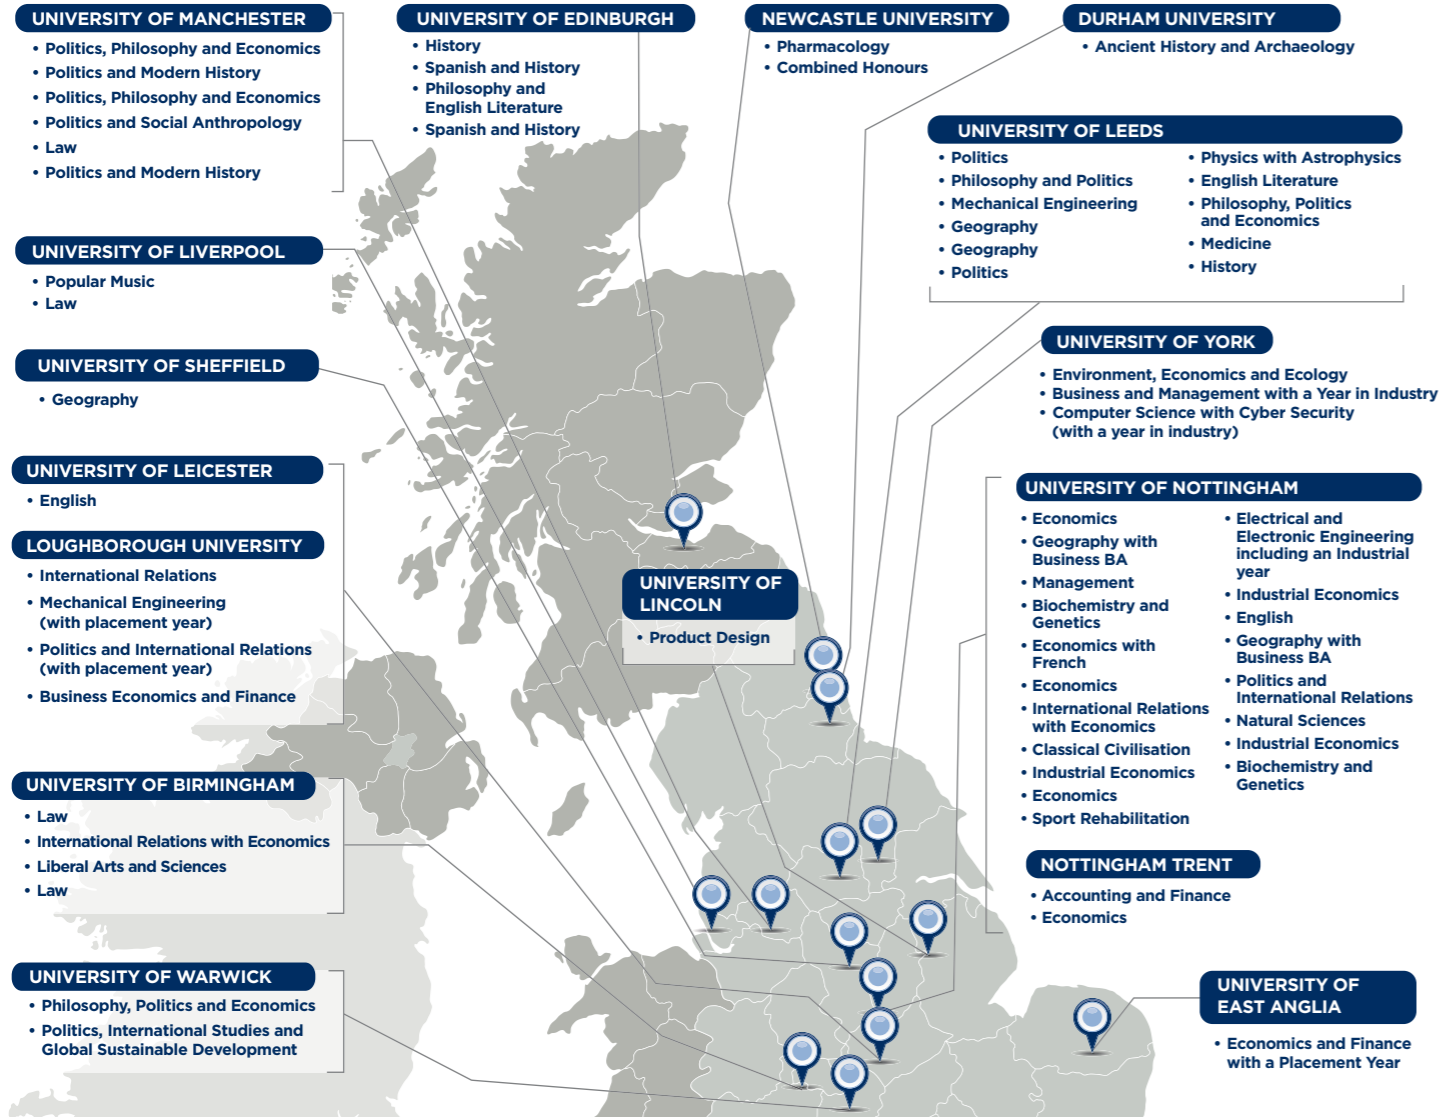 UNIVERSITY OF MANCHESTER
• Politics, Philosophy and Economics
• Politics and Modern History
• Politics, Philosophy and Economics
• Politics and Social Anthropology
• Law
• Politics and Modern History
UNIVERSITY OF EDINBURGH
• History
• Spanish and History
• Philosophy and
English Literature
• Spanish and History
NEWCASTLE UNIVERSITY
• Pharmacology
• Combined Honours
DURHAM UNIVERSITY
• Ancient History and Archaeology
UNIVERSITY OF LEEDS
• Politics
• Philosophy and Politics
• Mechanical Engineering
• Geography
• Geography
• Politics
• Physics with Astrophysics
• English Literature
• Philosophy, Politics
and Economics
• Medicine
• History
UNIVERSITY OF LIVERPOOL
• Popular Music
• Law
UNIVERSITY OF YORK
• Environment, Economics and Ecology
• Business and Management with a Year in Industry
• Computer Science with Cyber Security
(with a year in industry)
UNIVERSITY OF SHEFFIELD
• Geography
UNIVERSITY OF LEICESTER
• English
LOUGHBOROUGH UNIVERSITY
• International Relations
• Mechanical Engineering
(with placement year)
• Politics and International Relations
(with placement year)
• Business Economics and Finance
UNIVERSITY OF
LINCOLN
• Product Design
UNIVERSITY OF NOTTINGHAM
• Economics
• Geography with
Business BA
• Management
• Biochemistry and
Genetics
• Economics with
French
• Economics
• International Relations
with Economics
• Classical Civilisation
• Industrial Economics
• Economics
• Sport Rehabilitation
• Electrical and
Electronic Engineering
including an Industrial
year
• Industrial Economics
• English
• Geography with
Business BA
• Politics and
International Relations
• Natural Sciences
• Industrial Economics
• Biochemistry and
Genetics
UNIVERSITY OF BIRMINGHAM
• Law
• International Relations with Economics
• Liberal Arts and Sciences
• Law
NOTTINGHAM TRENT
• Accounting and Finance
• Economics
UNIVERSITY OF WARWICK
• Philosophy, Politics and Economics
• Politics, International Studies and
Global Sustainable Development
UNIVERSITY OF
EAST ANGLIA
• Economics and Finance
with a Placement Year